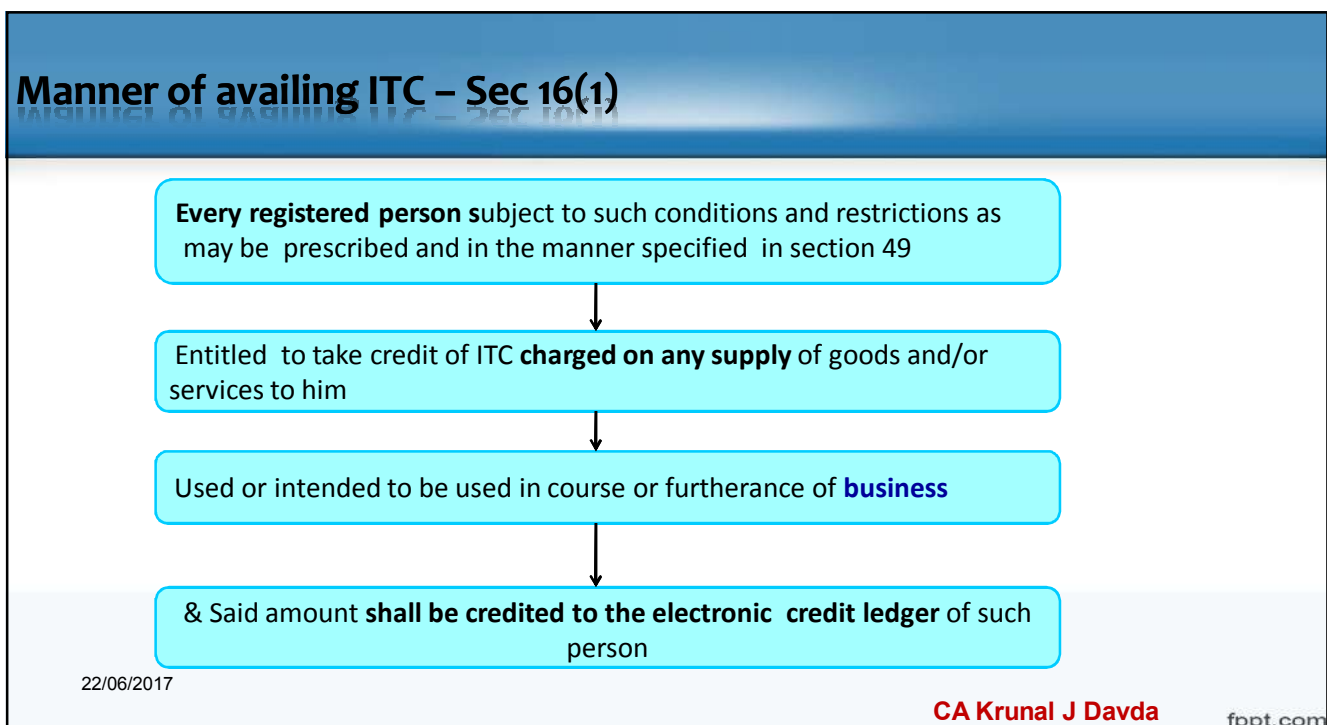 Manner of availing ITC – Sec 16(1)
Every registered person subject to such conditions and restrictions as
may be prescribed and in the manner specified in section 49
Entitled to take credit of ITC charged on any supply of goods and/or
services to him
Used or intended to be used in course or furtherance of business
& Said amount shall be credited to the electronic credit ledger of such
person
22/06/2017
CA Krunal J Davda
fppt.com